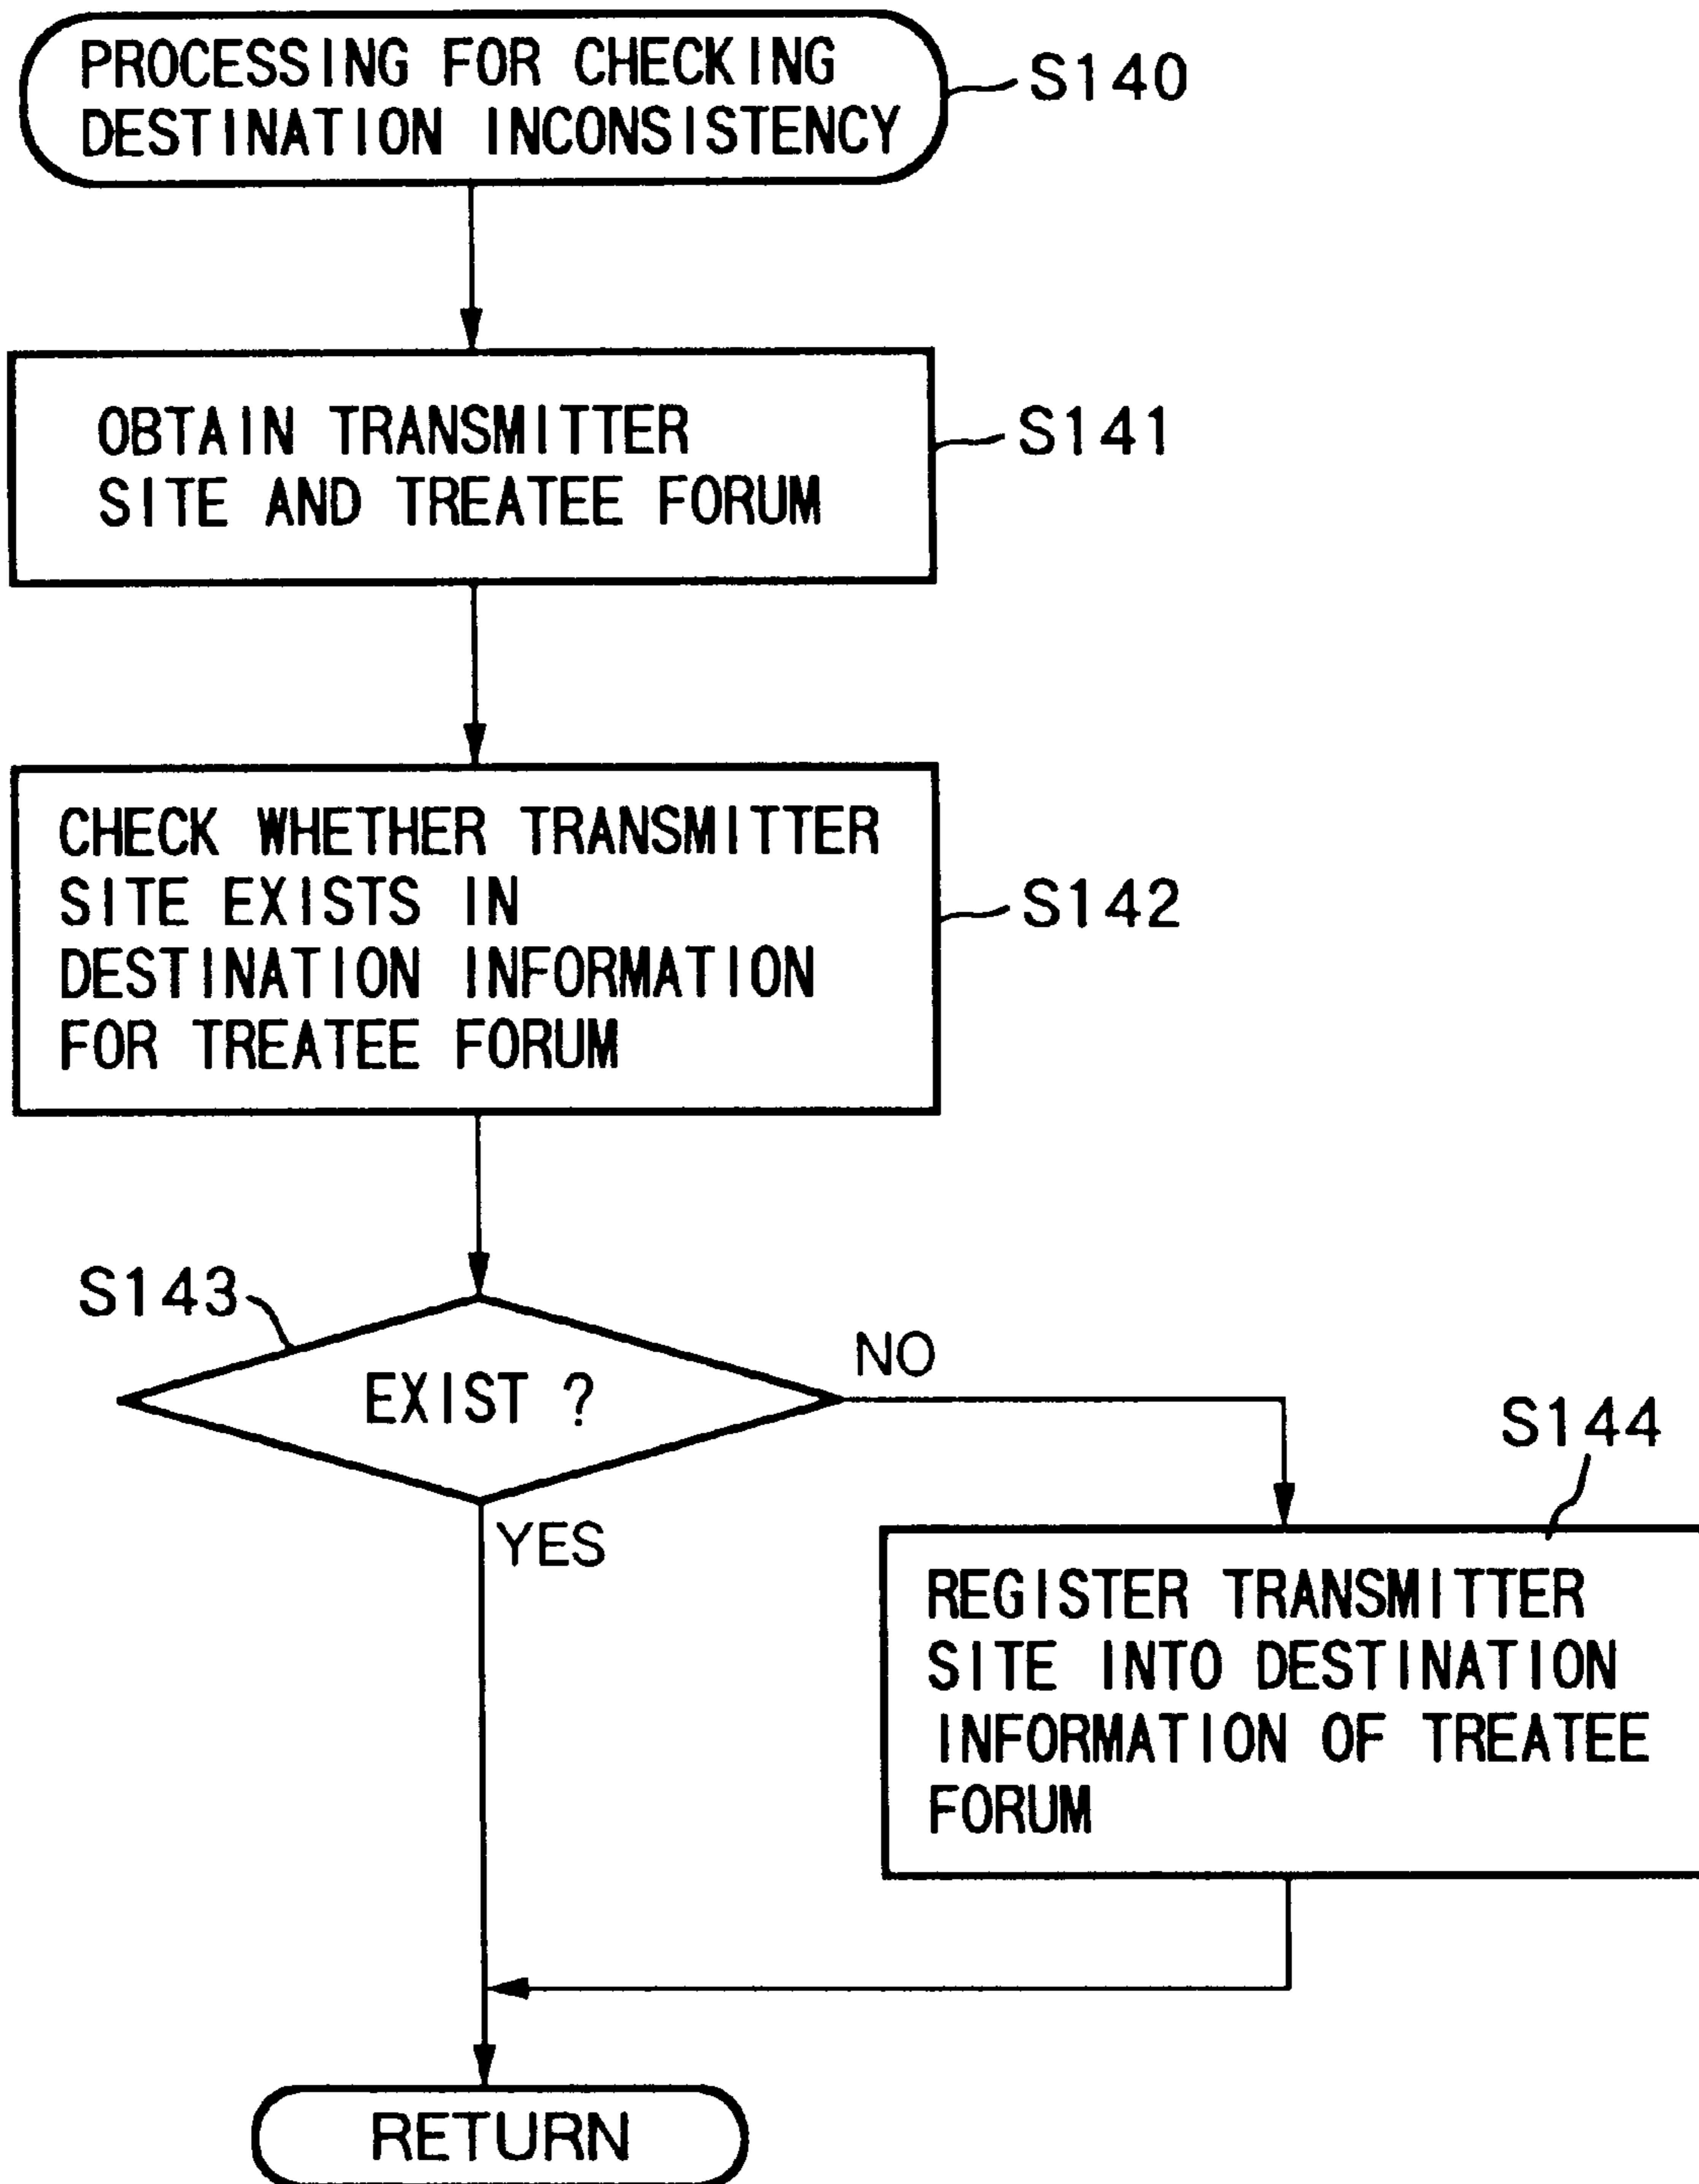 PROCESSING FOR CHECKING
DESTINATION INCONSISTENCY
S140
OBTAIN TRANSMITTER
SITE AND TREATEE FORUM
S141
CHECK WHETHER TRANSMITTER
SITE EXISTS IN
DESTINATION INFORMATION
FOR TREATEE FORUM
S142
S143
EXIST ?
NO
YES
S144
REGISTER TRANSMITTER
SITE INTO DESTINATION
INFORMATION OF TREATEE
FORUM
RETURN